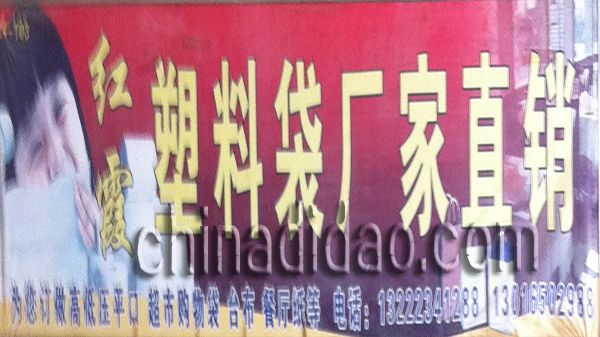 红霞
塑料袋厂家直销
chinadidao.com
为您订做高低压平口 超市购物袋 台布 餐厅纸等 电话：13222341288 13016502988